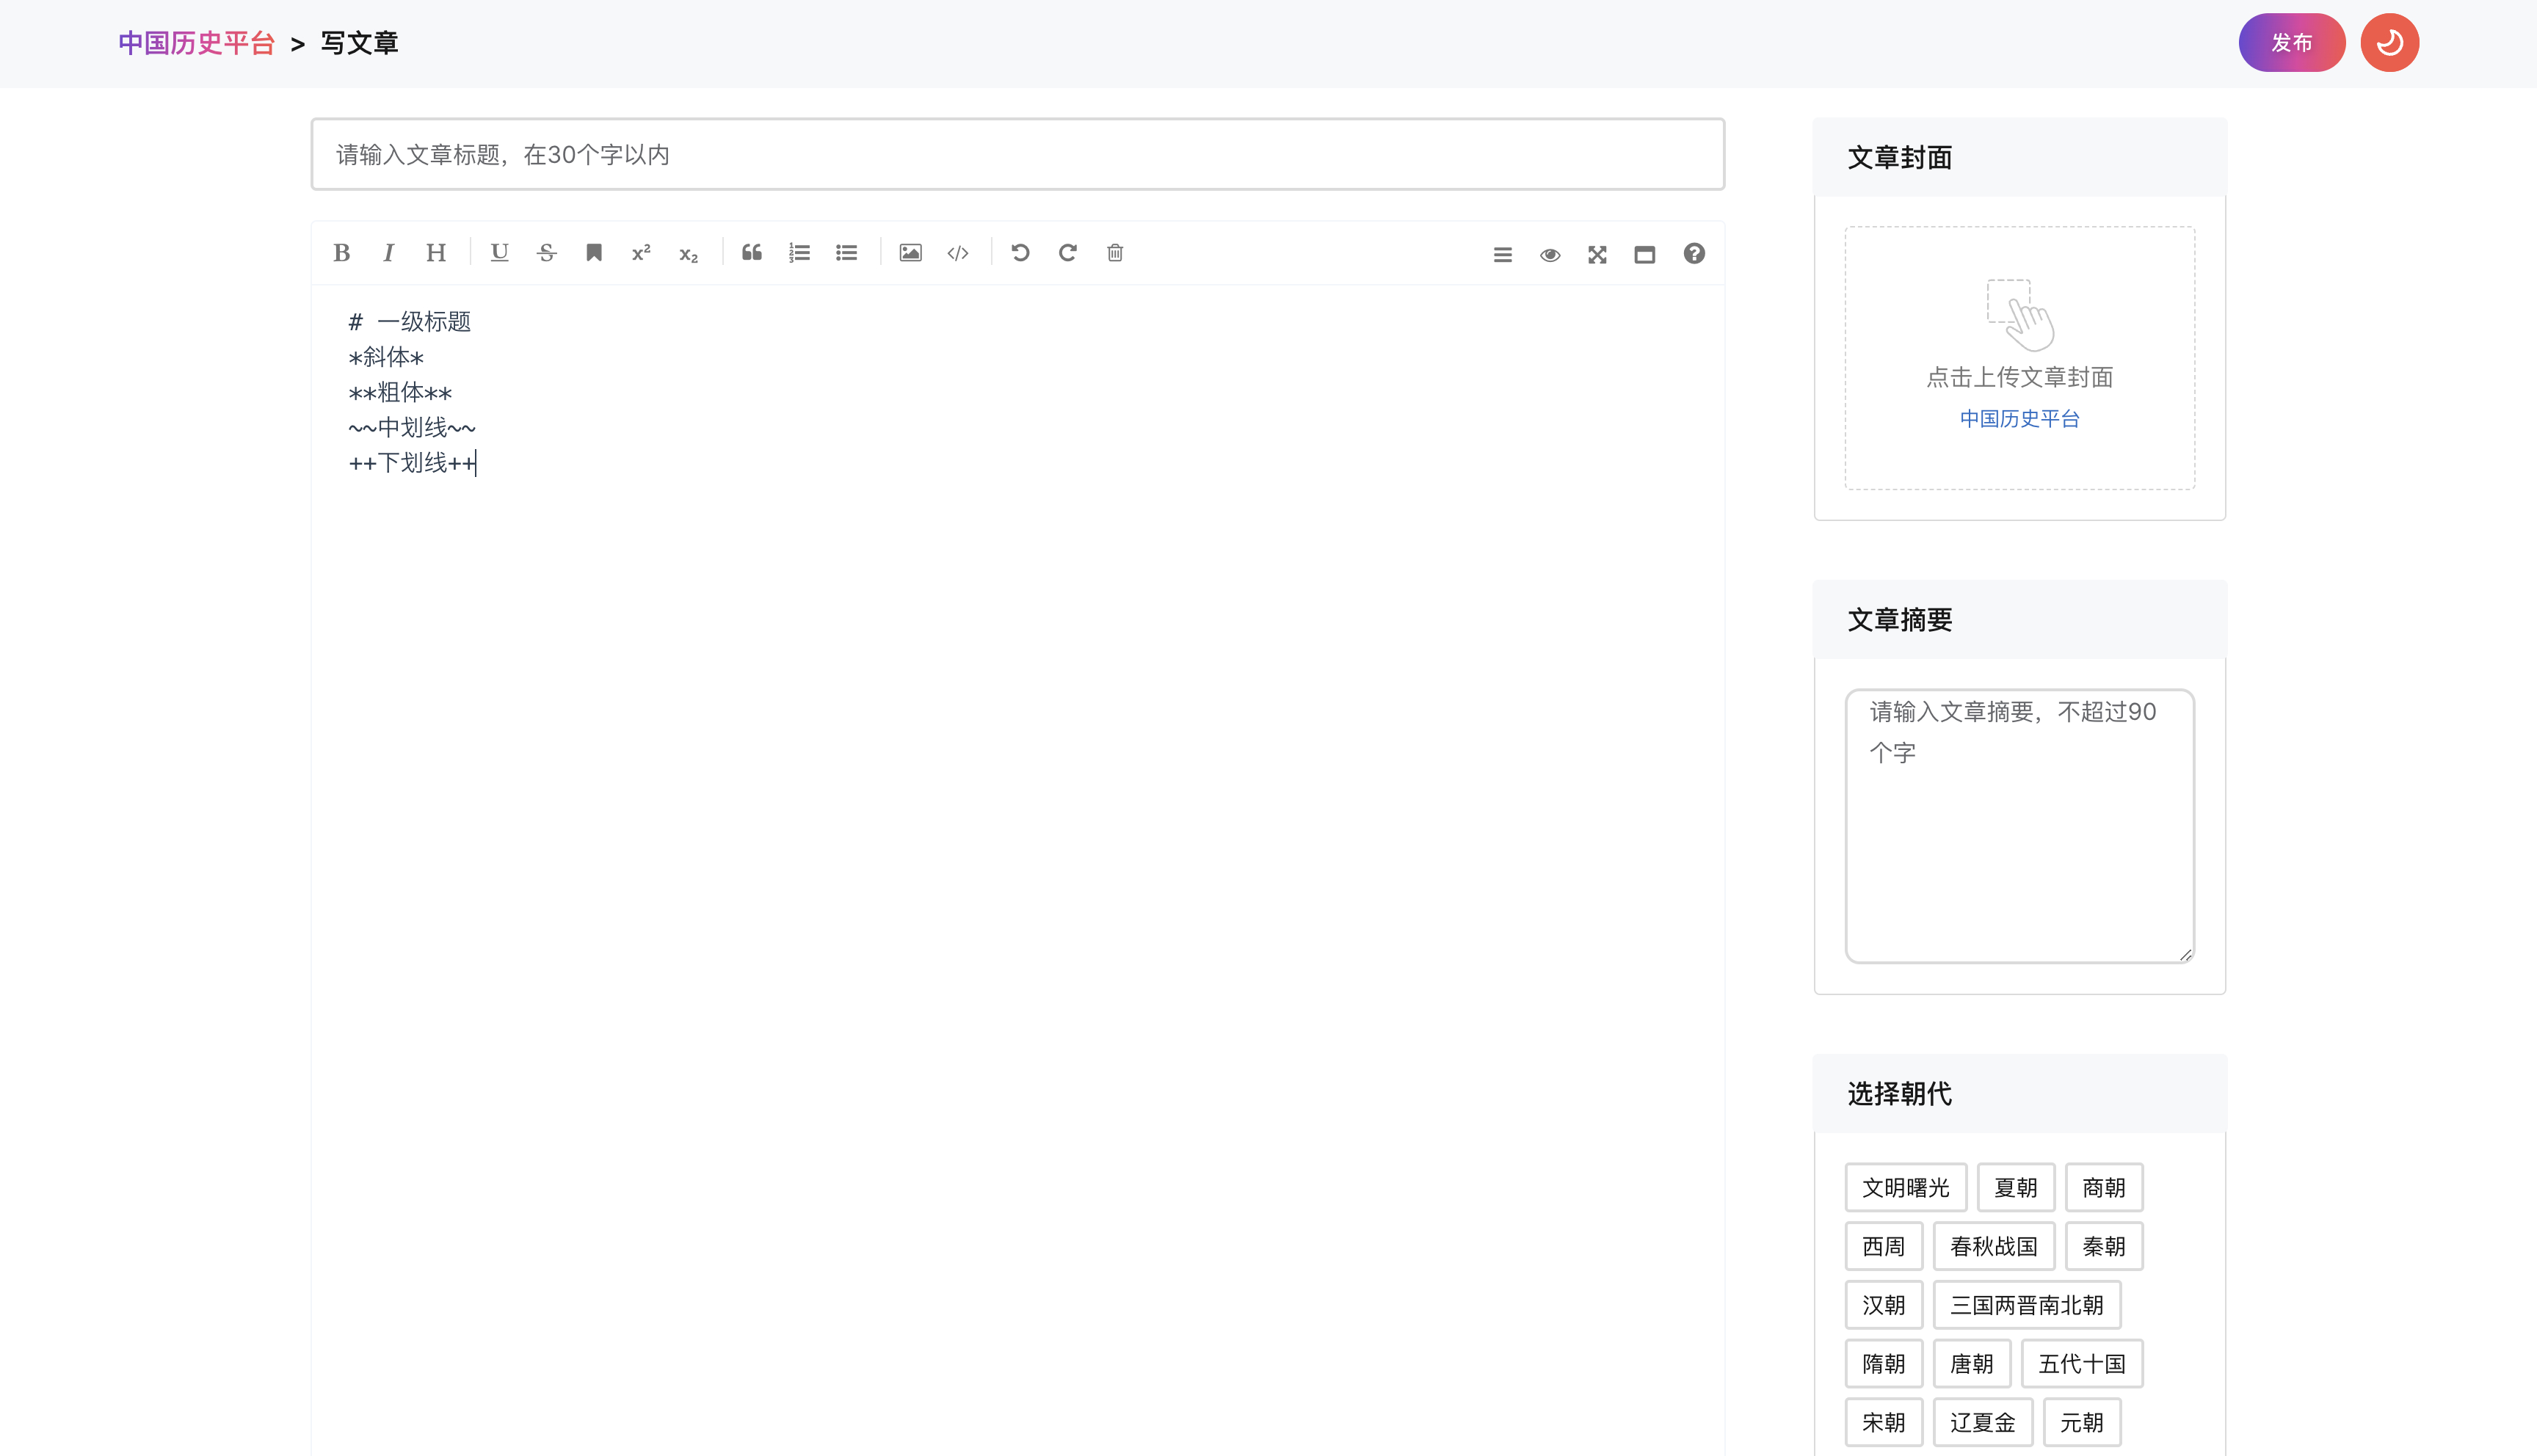 中国历史平台 > 写文章
发布
请输入文章标题，在30个字以内
# 一级标题
*斜体*
**粗体**
~~中划线~~
++下划线++
文章封面
点击上传文章封面
中国历史平台
文章摘要
请输入文章摘要，不超过90
个字
选择朝代
文明曙光 夏朝 商朝
西周 春秋战国 秦朝
汉朝 三国两晋南北朝
隋朝 唐朝 五代十国
宋朝 辽夏金 元朝